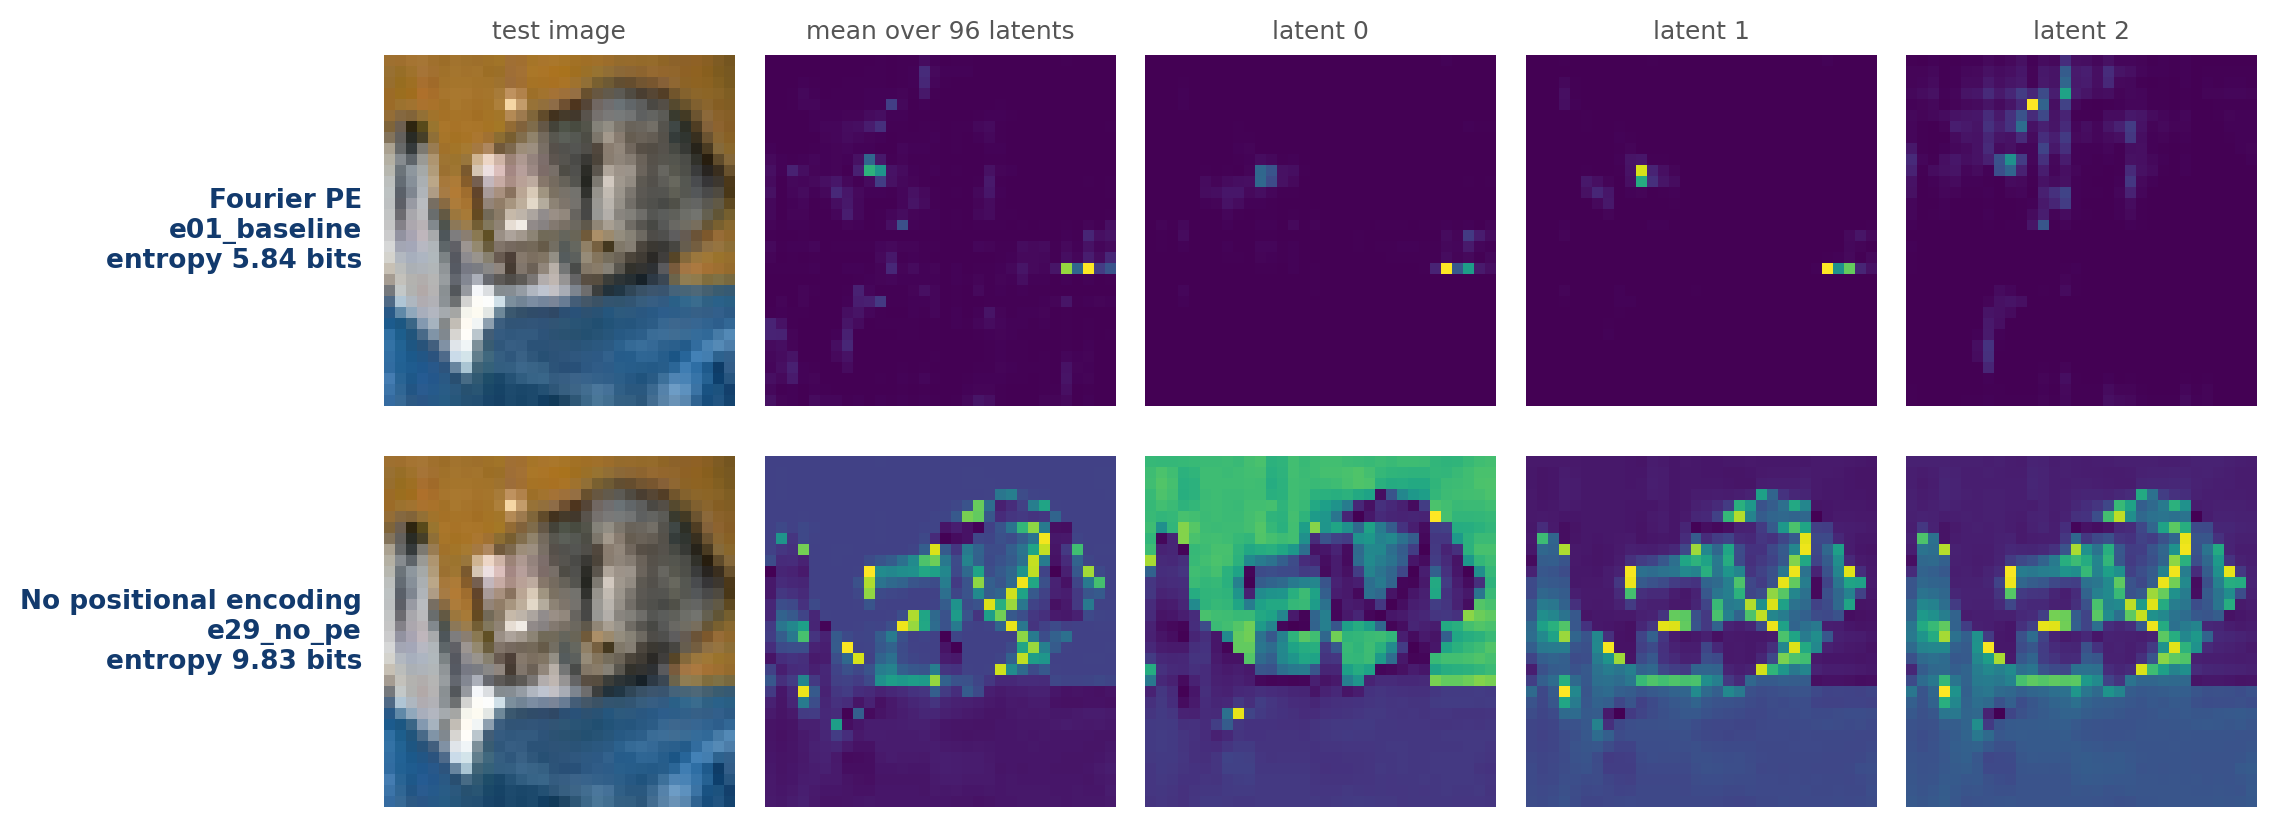 test image
mean over 96 latents
latent 0
latent 1
latent 2
Fourier PE
e01_baseline
entropy 5.84 bits
No positional encoding
e29_no_pe
entropy 9.83 bits